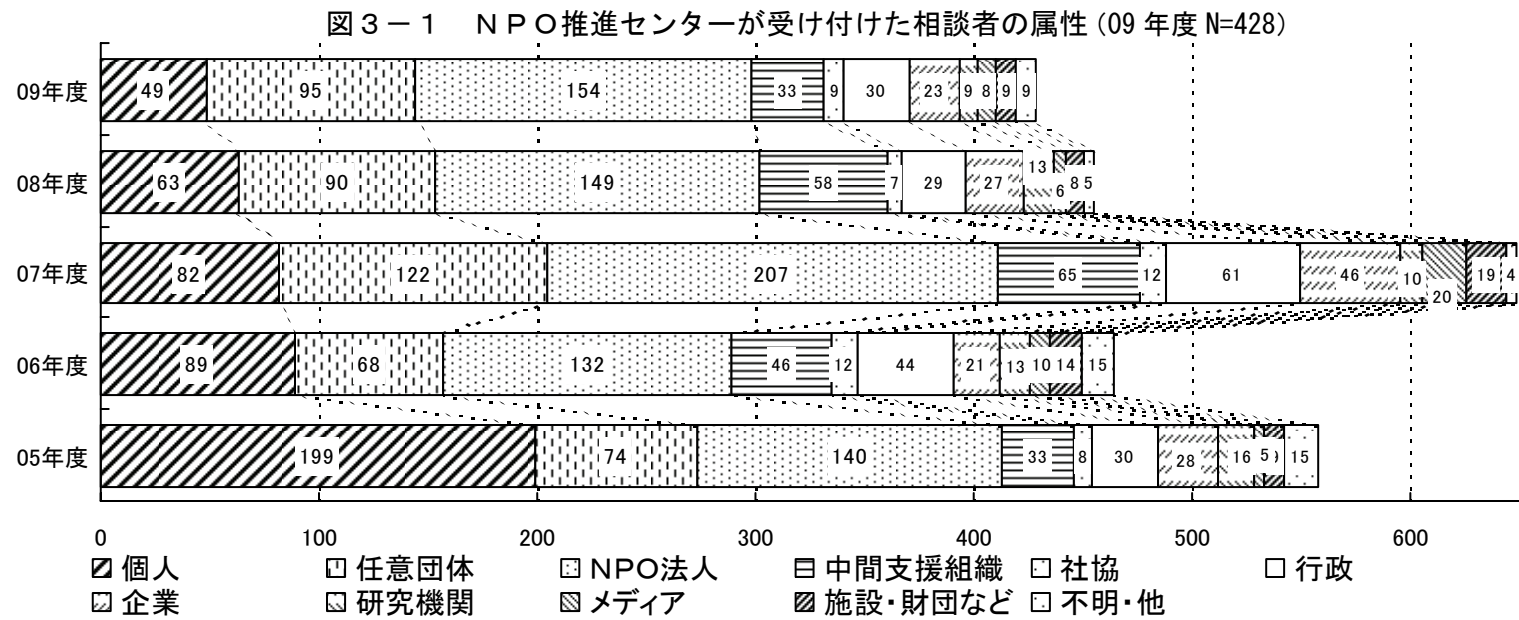 図3-1 NPO推進センターが受け付けた相談者の属性(09年度 N=428)
09年度 49 95 154 33 9 30 23 9 8 9 9
08年度 63 90 149 58 7 29 27 13 6 8 5
07年度 82 122 207 65 12 61 46 10 20 19 4
06年度 89 68 132 46 12 44 21 13 10 14 15
05年度 199 74 140 33 8 30 28 16 5 15
0 100 200 300 400 500 600
個人 任意団体 NPO法人 中間支援組織 社協 行政
企業 研究機関 メディア 施設・財団など 不明・他